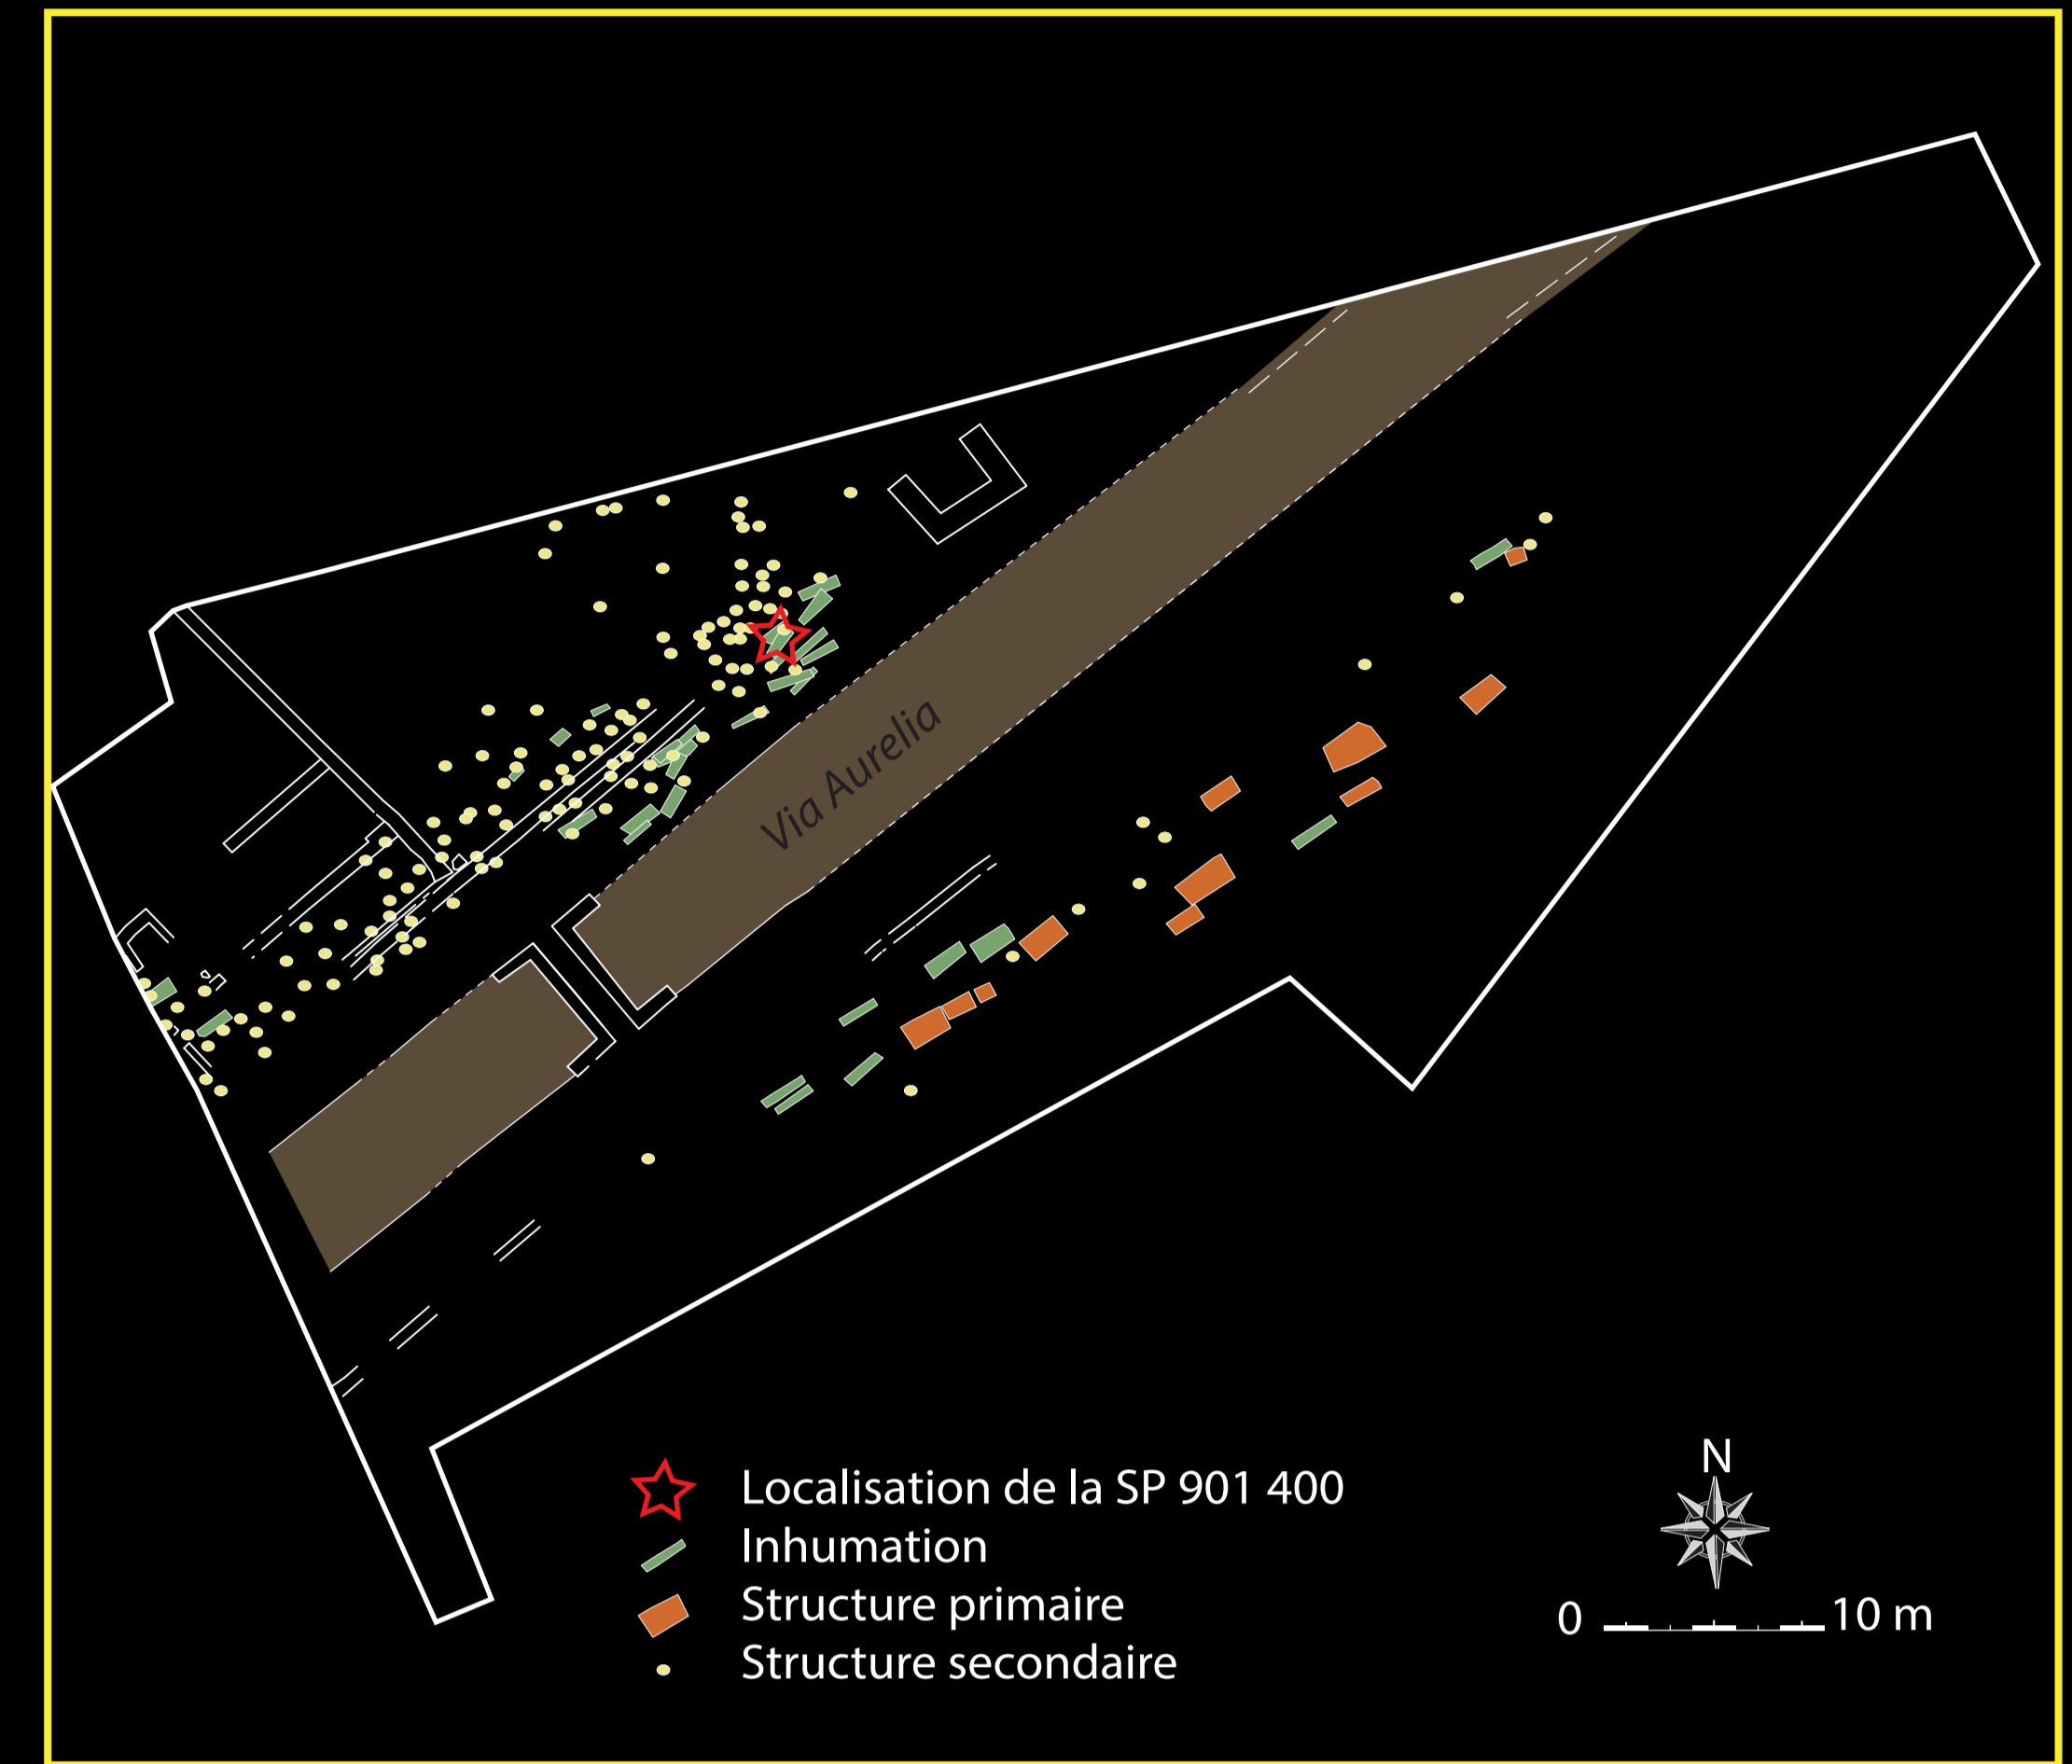 Via Aurelia
Localisation de la SP 901 400
Inhumation
Structure primaire
Structure secondaire
N
0
10 m